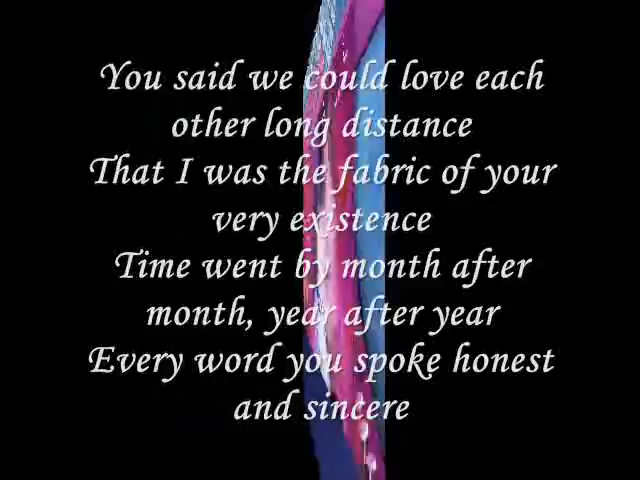 You said we could love each
other long distance
That I was the fabric of your
very existence
Time went by month after
month, year after year
Every word you spoke honest
and sincere